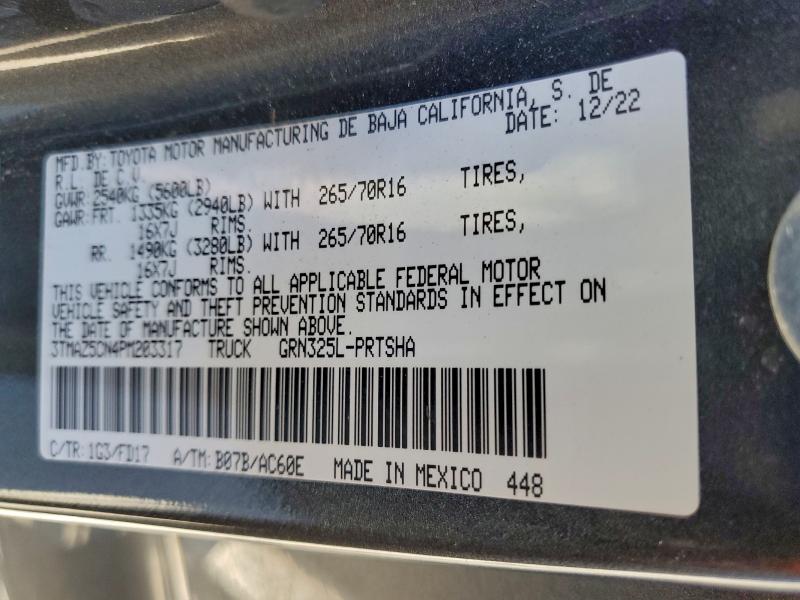 MFD.BY: TOYOTA MOTOR MANUFACTURING DE BAJA CALIFORNIA, S. DE
R.L. DE C.V. DATE: 12/22
GVWR: 2540KG (5600LB)
GAWR: FRT. 1335KG (2940LB) WITH 265/70R16 TIRES,
16X7J RIMS.
RR. 1490KG (3280LB) WITH 265/70R16 TIRES,
16X7J RIMS.
THIS VEHICLE CONFORMS TO ALL APPLICABLE FEDERAL MOTOR
VEHICLE SAFETY AND THEFT PREVENTION STANDARDS IN EFFECT ON
THE DATE OF MANUFACTURE SHOWN ABOVE.
3TMAZ5CN4PM203317 TRUCK GRN325L-PRTSHA
C/TR: 1G3/FD17 A/TM: B07B/AC60E MADE IN MEXICO 448